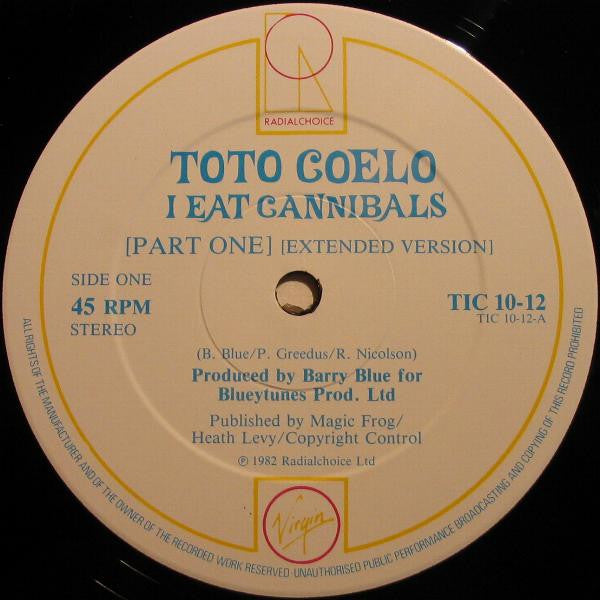 RADIALCHOICE
TOTO COELO
I EAT CANNIBALS
[PART ONE] [EXTENDED VERSION]
SIDE ONE
45 RPM
STEREO
TIC 10-12
TIC 10-12-A
(B. Blue/P. Greedus/R. Nicolson)
Produced by Barry Blue for
Blueytunes Prod. Ltd
Published by Magic Frog/
Heath Levy/Copyright Control
℗ 1982 Radialchoice Ltd
Virgin
ALL RIGHTS OF THE MANUFACTURER AND OF THE OWNER OF THE RECORDED WORK RESERVED·UNAUTHORISED PUBLIC PERFORMANCE BROADCASTING AND COPYING OF THIS RECORD PROHIBITED